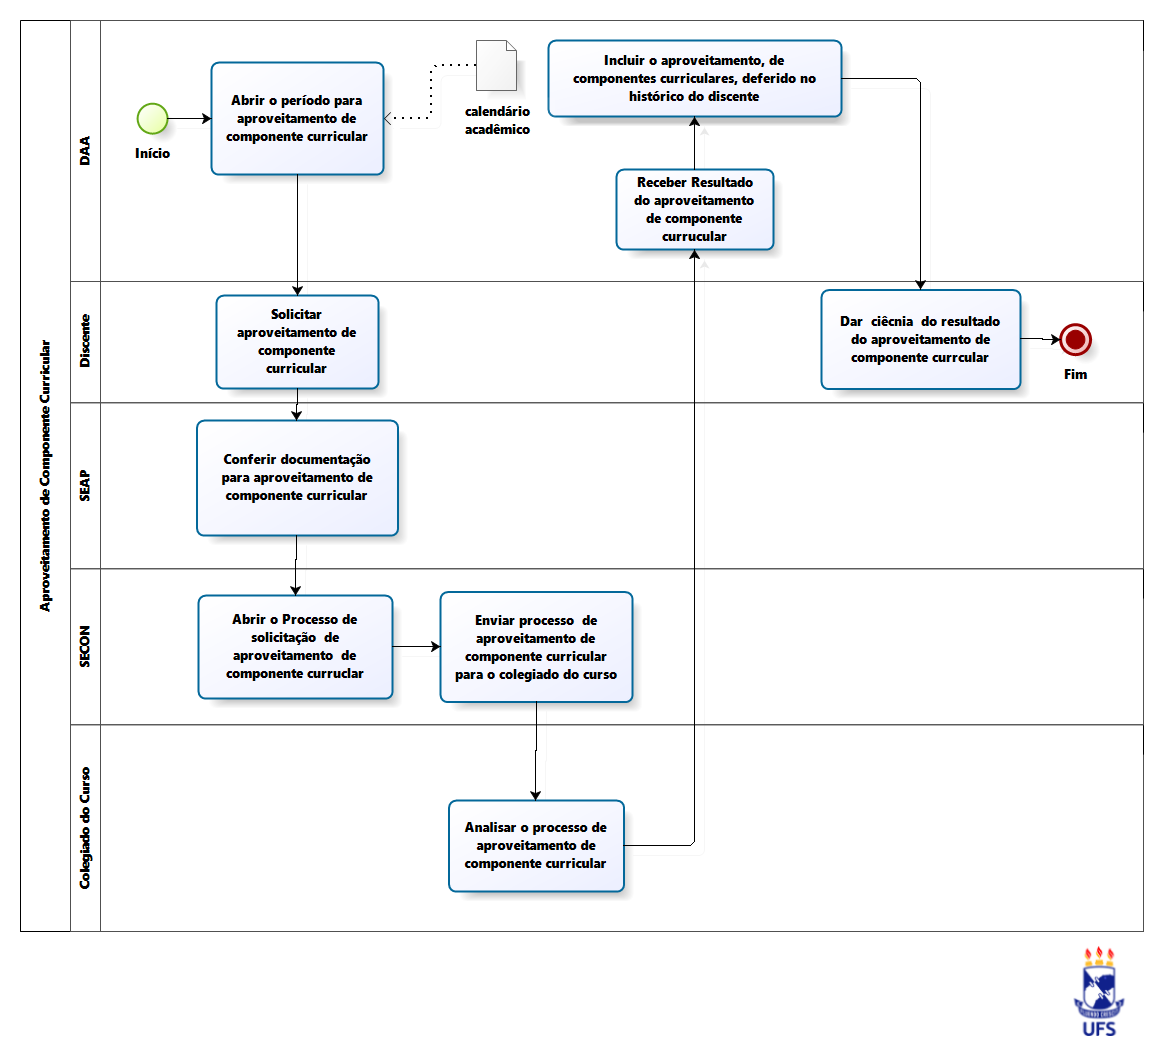 Aproveitamento de Componente Curricular
DAA
Início
Abrir o período para
aproveitamento de
componente curricular
calendário
acadêmico
Incluir o aproveitamento, de
componentes curriculares, deferido no
histórico do discente
Receber Resultado
do aproveitamento
de componente
currucular
Discente
Solicitar
aproveitamento de
componente
curricular
Dar ciêcnia do resultado
do aproveitamento de
componente currcular
Fim
SEAP
Conferir documentação
para aproveitamento de
componente curricular
SECON
Abrir o Processo de
solicitação de
aproveitamento de
componente curruclar
Enviar processo de
aproveitamento de
componente curricular
para o colegiado do curso
Colegiado do Curso
Analisar o processo de
aproveitamento de
componente curricular
UFS